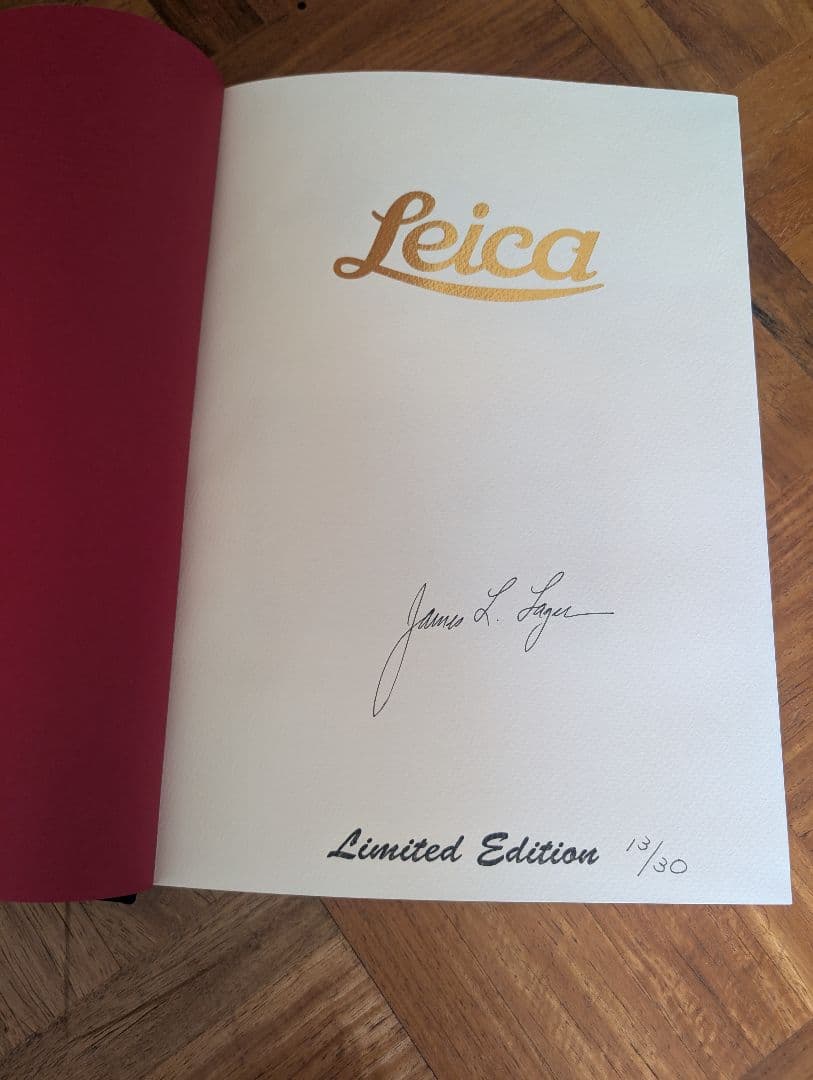 Leica
James L. Lager
Limited Edition 13/30